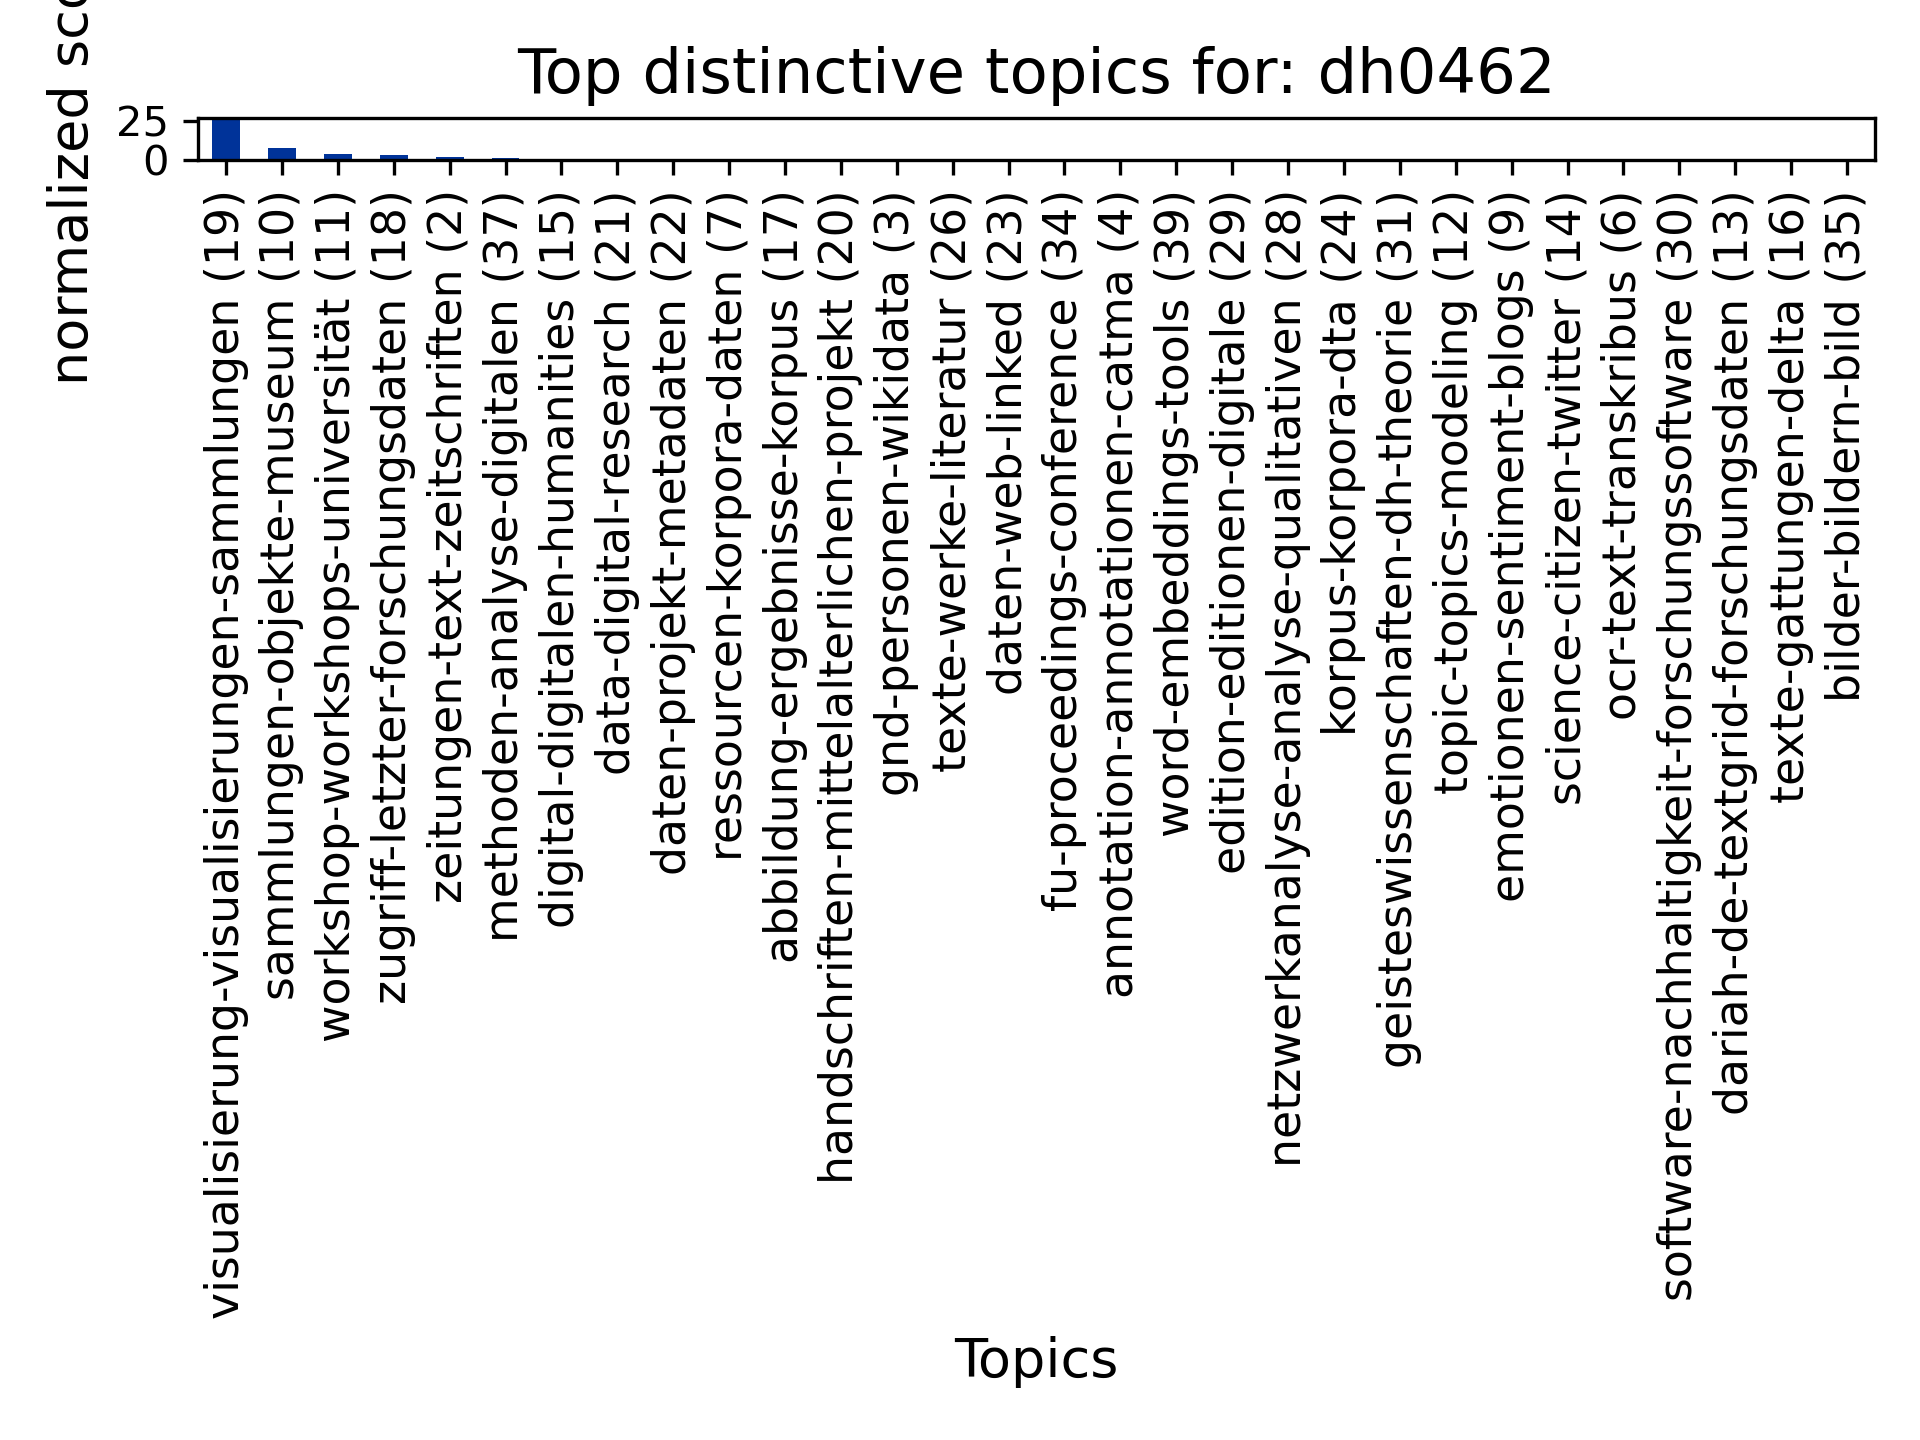 Top distinctive topics for: dh0462
normalized
25
0
visualisierung-visualisierungen-sammlungen (19)
sammlungen-objekte-museum (10)
workshop-workshops-universität (11)
zugriff-letzter-forschungsdaten (18)
zeitungen-text-zeitschriften (2)
methoden-analyse-digitalen (37)
digital-digitalen-humanities (15)
data-digital-research (21)
daten-projekt-metadaten (22)
ressourcen-korpora-daten (7)
abbildung-ergebnisse-korpus (17)
handschriften-mittelalterlichen-projekt (20)
gnd-personen-wikidata (3)
texte-werke-literatur (26)
daten-web-linked (23)
fu-proceedings-conference (34)
annotation-annotationen-catma (4)
word-embeddings-tools (39)
edition-editionen-digitale (29)
netzwerkanalyse-analyse-qualitativen (28)
korpus-korpora-dta (24)
geisteswissenschaften-dh-theorie (31)
topic-topics-modeling (12)
emotionen-sentiment-blogs (9)
science-citizen-twitter (14)
ocr-text-transkribus (6)
software-nachhaltigkeit-forschungssoftware (30)
dariah-de-textgrid-forschungsdaten (13)
texte-gattungen-delta (16)
bilder-bildern-bild (35)
Topics